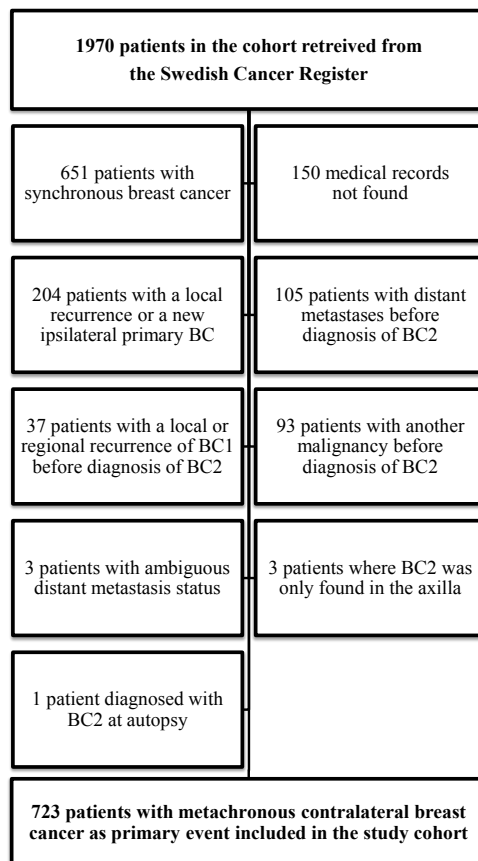 1970 patients in the cohort retreived from
the Swedish Cancer Register
651 patients with
synchronous breast cancer
150 medical records
not found
204 patients with a local
recurrence or a new
ipsilateral primary BC
105 patients with distant
metastases before
diagnosis of BC2
37 patients with a local or
regional recurrence of BC1
before diagnosis of BC2
93 patients with another
malignancy before
diagnosis of BC2
3 patients with ambiguous
distant metastasis status
3 patients where BC2 was
only found in the axilla
1 patient diagnosed with
BC2 at autopsy
723 patients with metachronous contralateral breast
cancer as primary event included in the study cohort